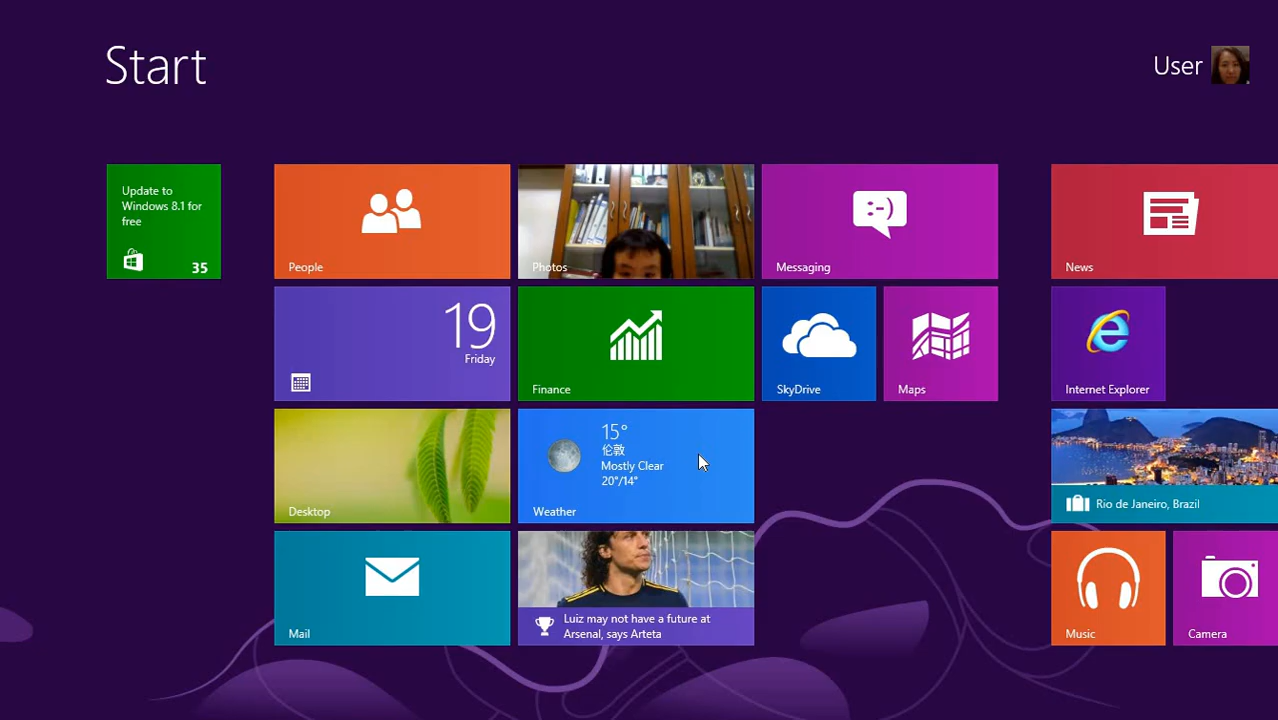 Start
User
Update to
Windows 8.1 for
free
35
People
Photos
:-)
Messaging
News
19
Friday
Finance
SkyDrive
Maps
Internet Explorer
Desktop
15°
伦敦
Mostly Clear
20°/14°
Weather
Rio de Janeiro, Brazil
Mail
Luiz may not have a future at
Arsenal, says Arteta
Music
Camera